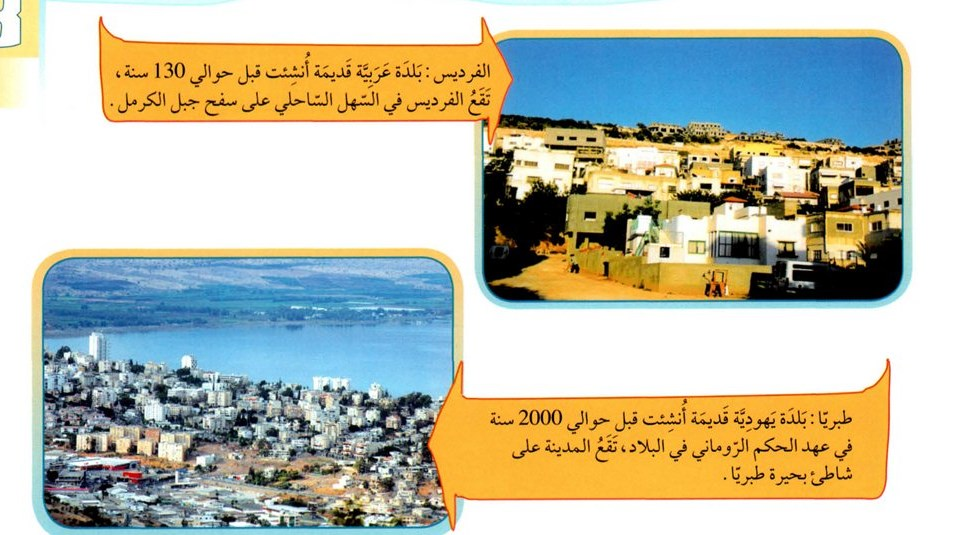 الفرديس : بَلدَة عَرَبِيَّة قَديمَة أُنشِئت قبل حوالي 130 سنة ،
تَقَعُ الفرديس في السّهل السّاحلي على سفح جبل الكرمل .
طبريّا : بَلدَة يَهودِيَّة قَديمَة أُنشِئت قبل حوالي 2000 سنة
في عهد الحكم الرّوماني في البلاد، تَقَعُ المدينة على
شاطئ بحيرة طبريّا .